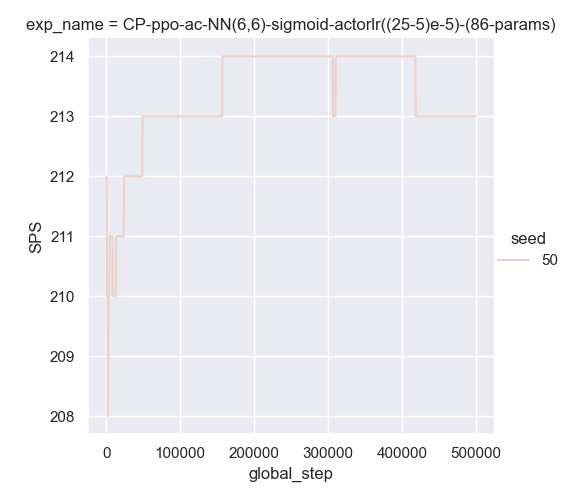 exp_name = CP-ppo-ac-NN(6,6)-sigmoid-actorlr((25-5)e-5)-(86-params)
214
213
212
211
210
209
208
SPS
0 100000 200000 300000 400000 500000
global_step
seed
50